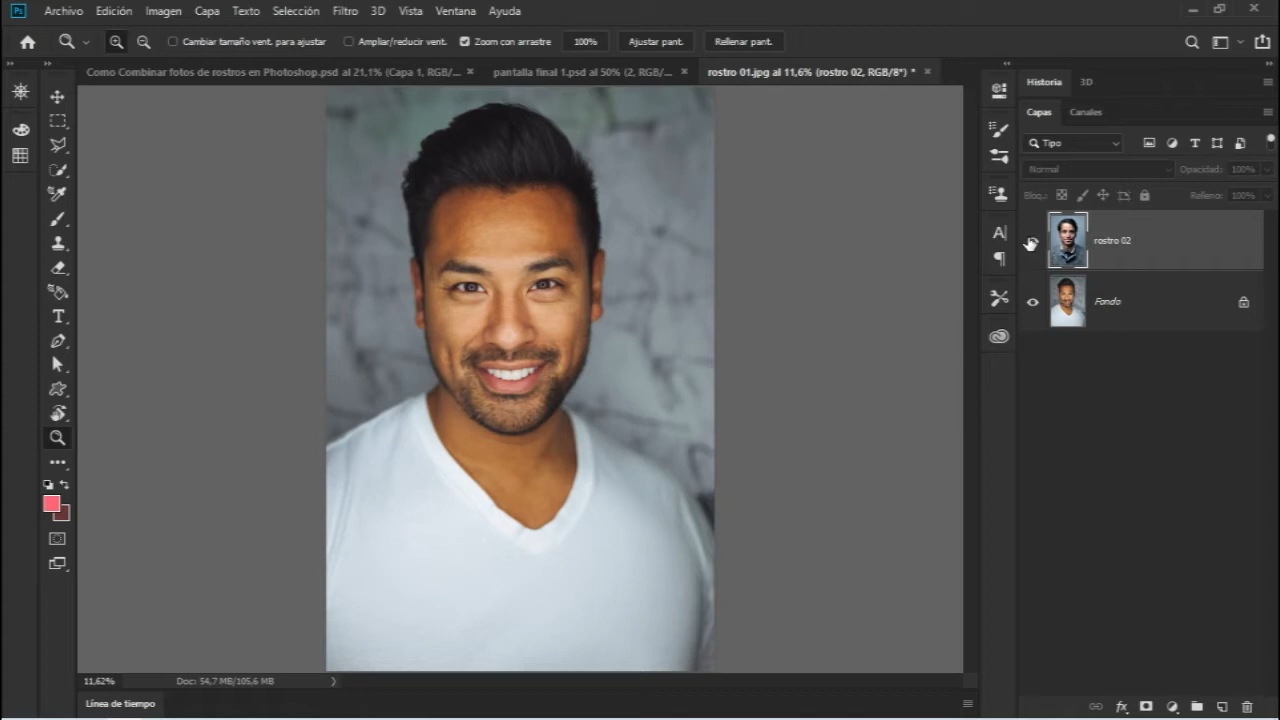 Ps Archivo Edición Imagen Capa Texto Selección Filtro 3D Vista Ventana Ayuda
Cambiar tamaño vent. para ajustar Ampliar/reducir vent. Zoom con arrastre 100% Ajustar pant. Rellenar pant.
Como Combinar fotos de rostros en Photoshop.psd al 21,1% (Capa 1, RGB/... × pantalla final 1.psd al 50% (2, RGB/... × rostro 01.jpg al 11,6% (rostro 02, RGB/8*) * ×
Historia 3D
Capas Canales
Tipo
Normal Opacidad: 100%
Bloq.: Relleno: 100%
rostro 02
Fondo
11,62% Doc: 54,7 MB/105,6 MB
Línea de tiempo